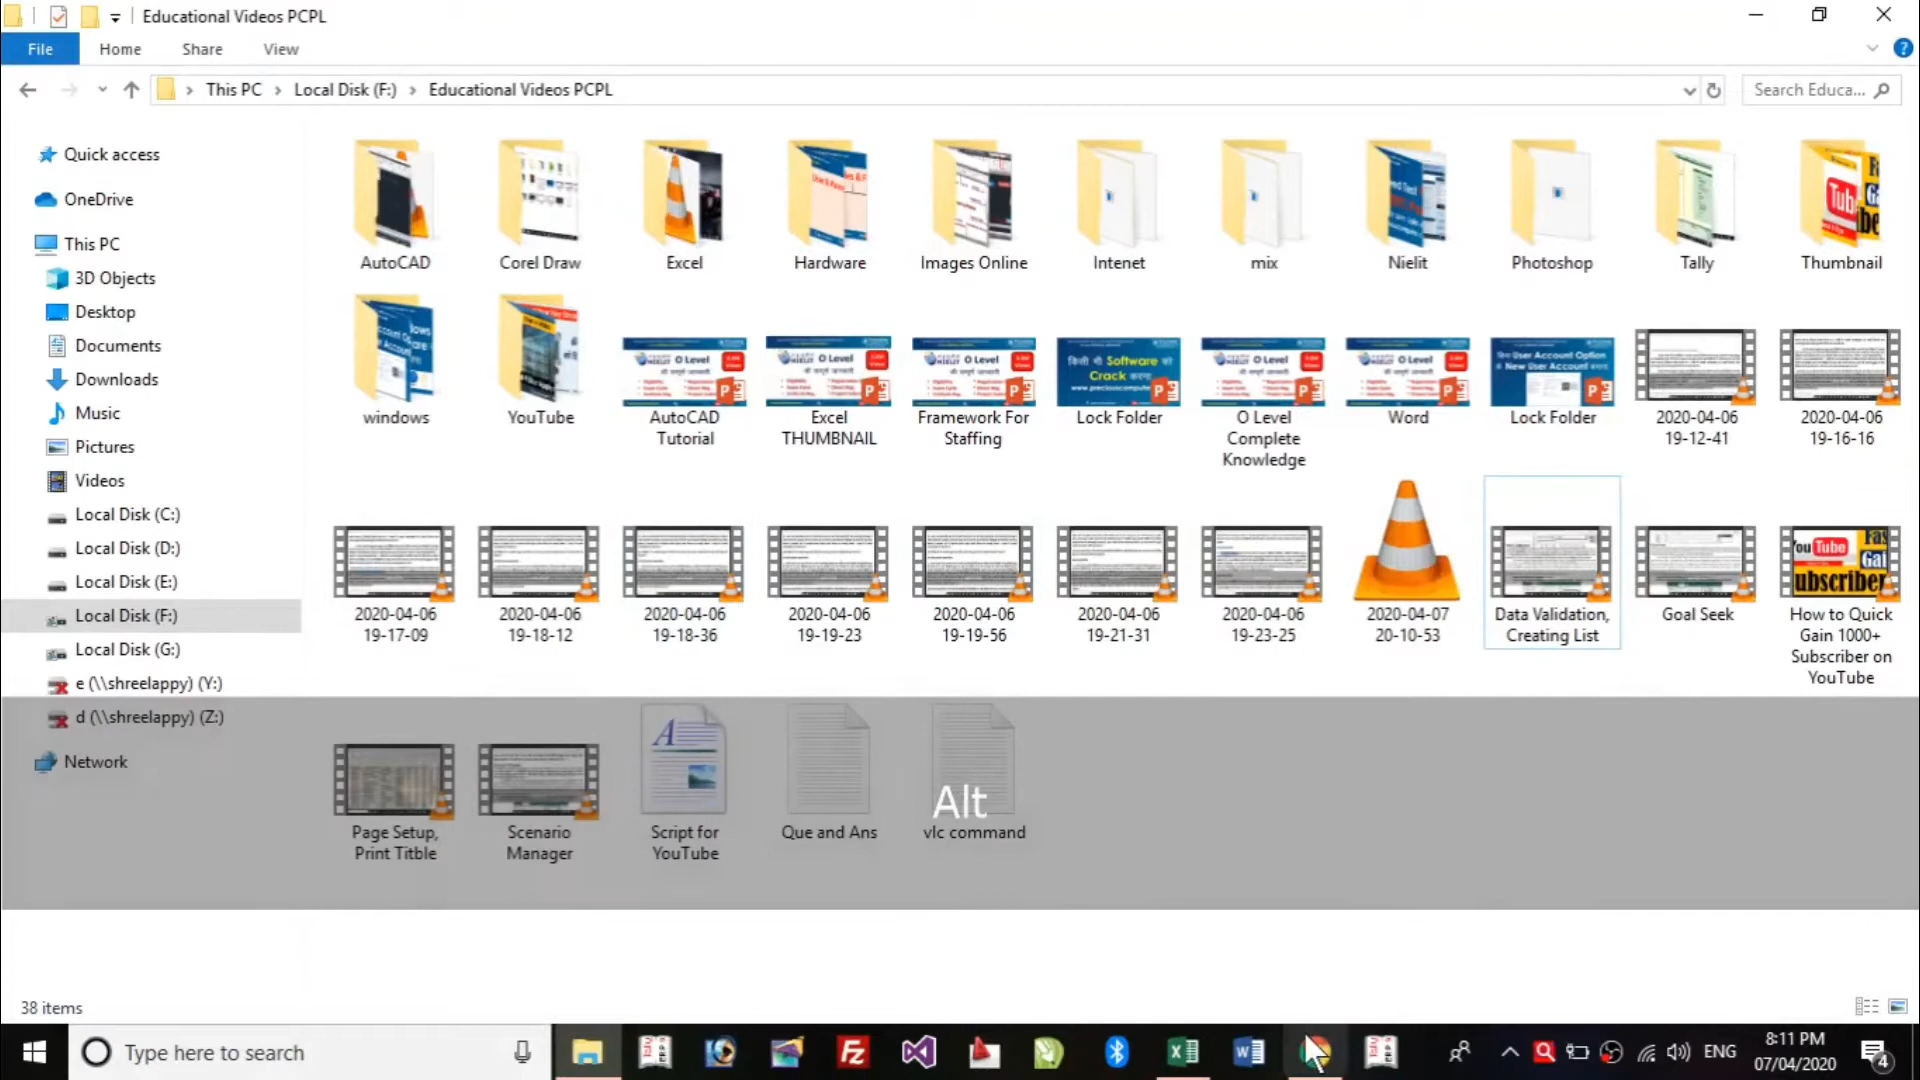 Educational Videos PCPL
File Home Share View
This PC Local Disk (F:) Educational Videos PCPL
Search Educa...
Quick access
OneDrive
This PC
3D Objects
Desktop
Documents
Downloads
Music
Pictures
Videos
Local Disk (C:)
Local Disk (D:)
Local Disk (E:)
Local Disk (F:)
Local Disk (G:)
e (\\shreelappy) (Y:)
d (\\shreelappy) (Z:)
Network
AutoCAD Corel Draw Excel Hardware Images Online Intenet mix Nielit Photoshop Tally Thumbnail
windows YouTube AutoCAD Excel Framework For Lock Folder O Level Word Lock Folder 2020-04-06 2020-04-06
Tutorial THUMBNAIL Staffing Complete 19-12-41 19-16-16
Knowledge
2020-04-06 2020-04-06 2020-04-06 2020-04-06 2020-04-06 2020-04-06 2020-04-06 2020-04-07 Data Validation, Goal Seek How to Quick
19-17-09 19-18-12 19-18-36 19-19-23 19-19-56 19-21-31 19-23-25 20-10-53 Creating List Gain 1000+
Subscriber on
YouTube
Alt
Page Setup, Scenario Script for Que and Ans vlc command
Print Titble Manager YouTube
38 items
Type here to search
ENG
8:11 PM
07/04/2020
4